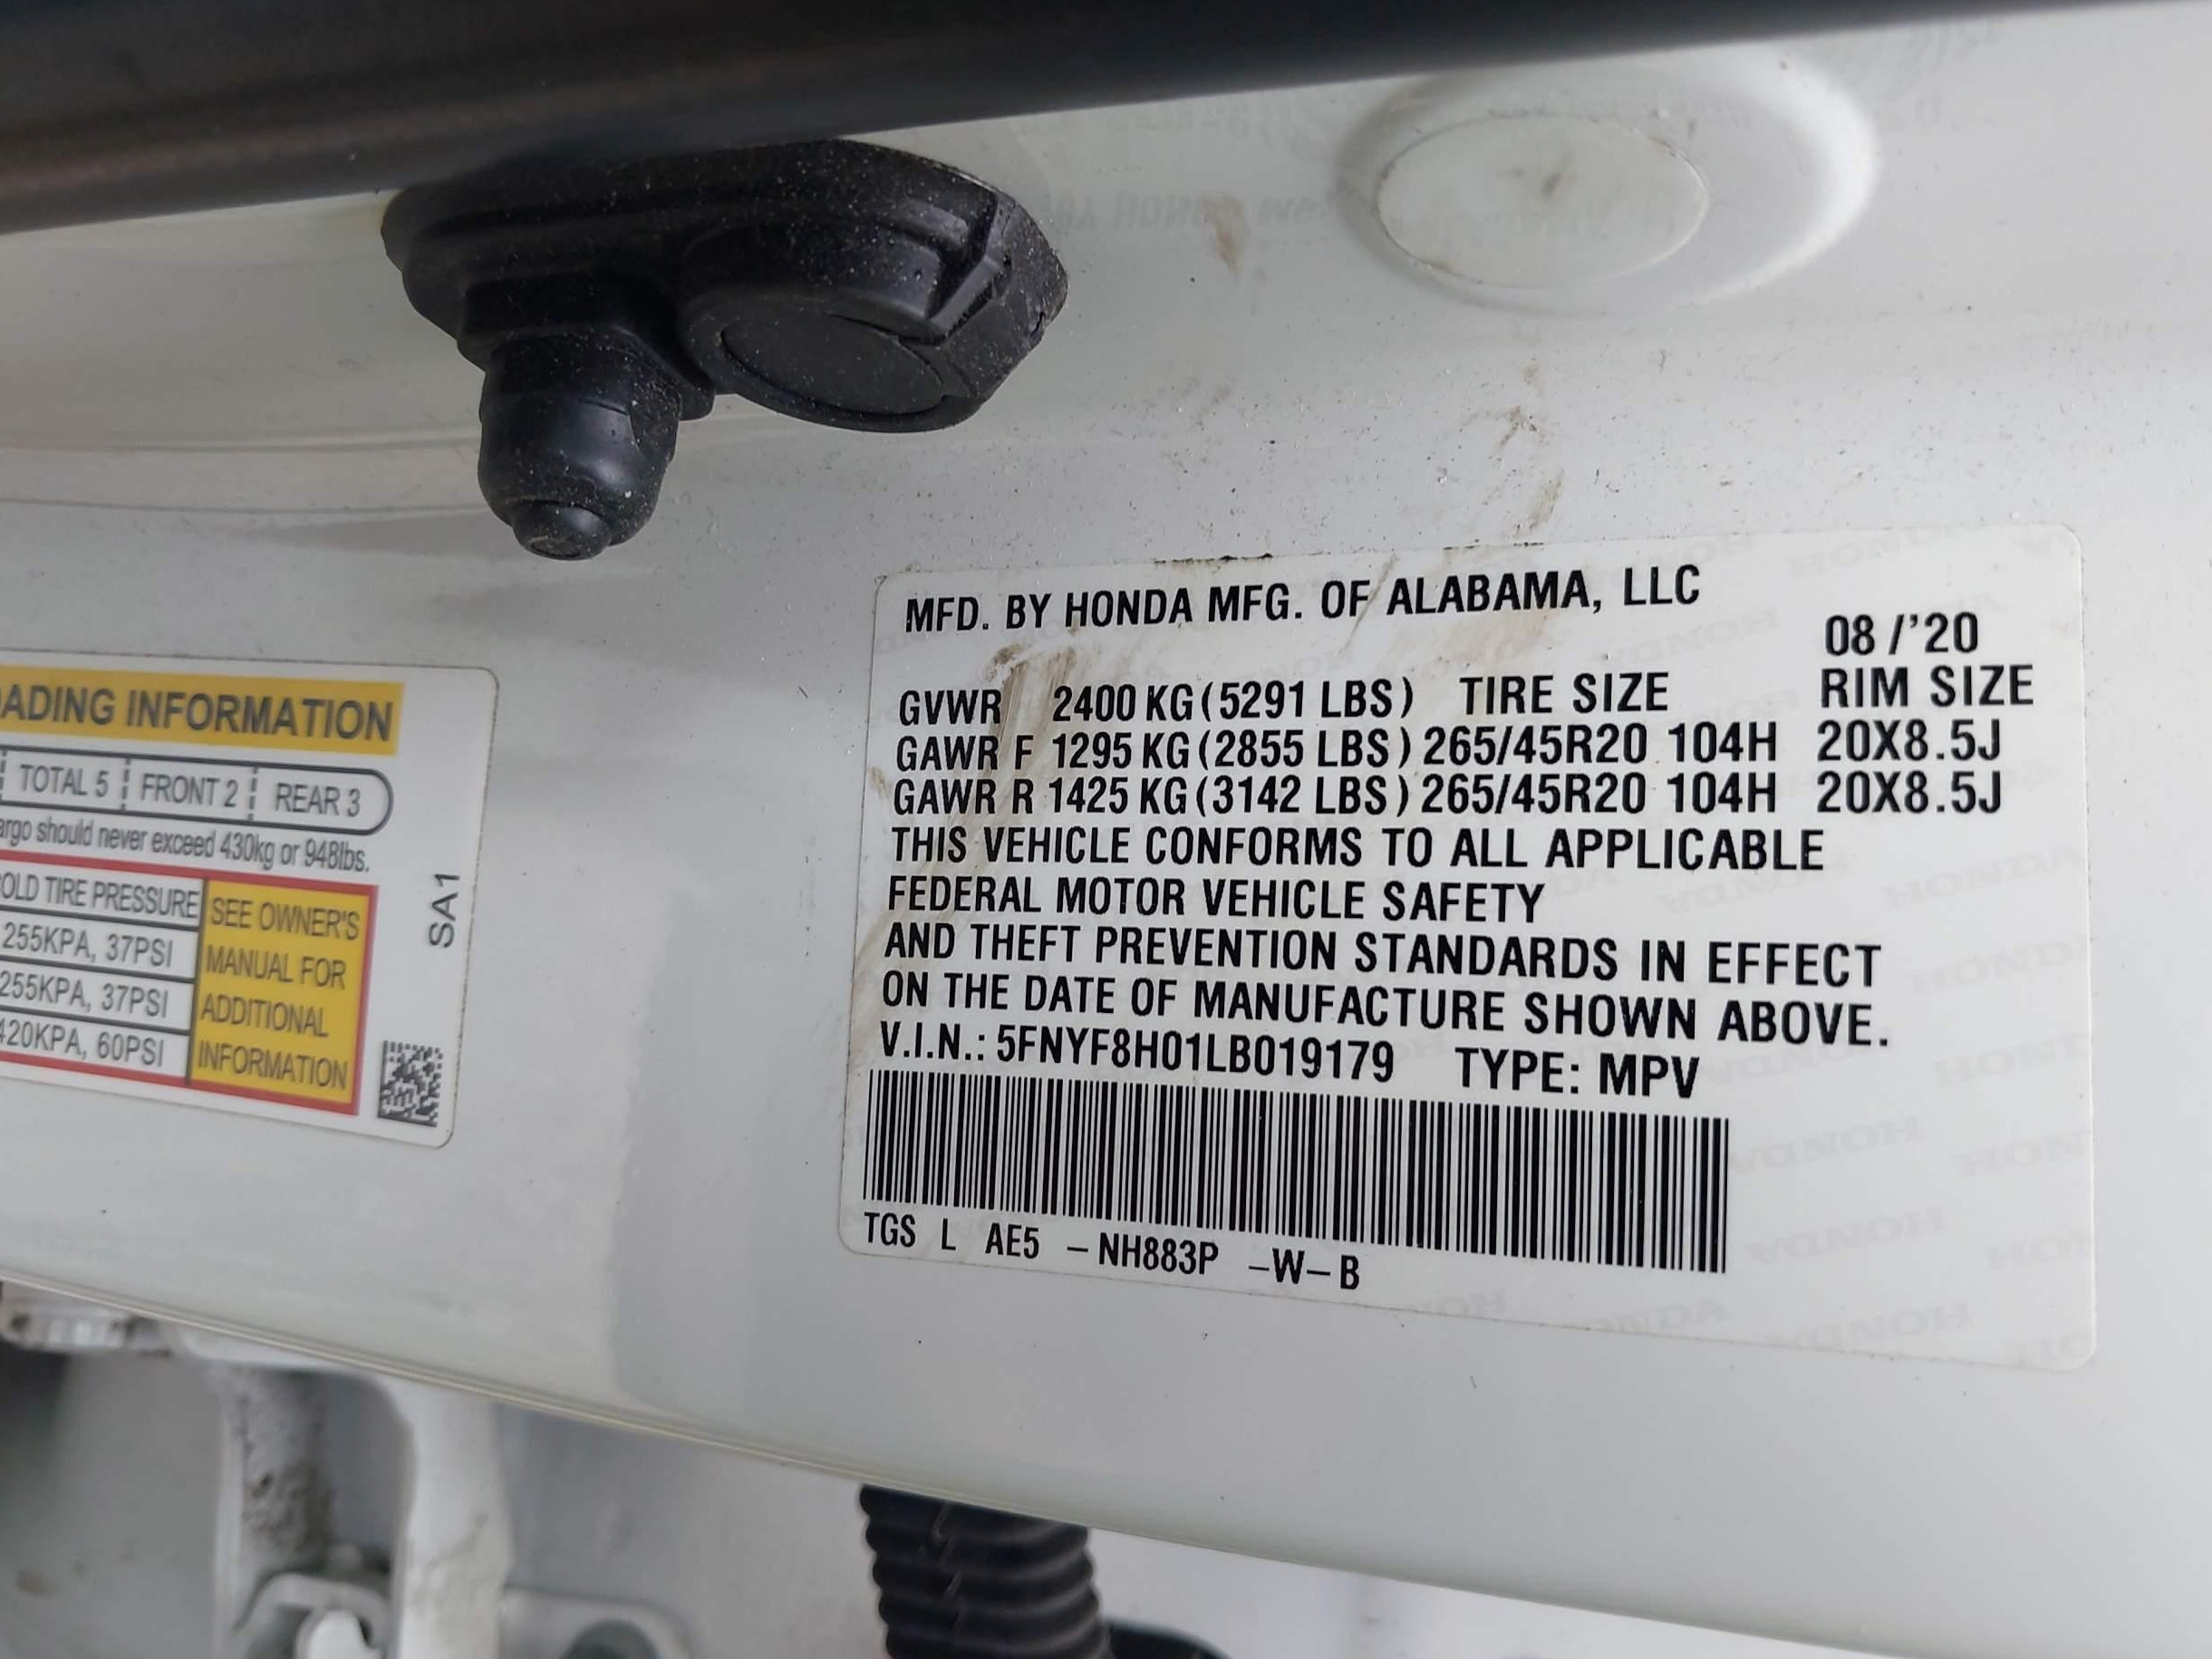 ADING INFORMATION
TOTAL 5 FRONT 2 REAR 3
should never exceed 430kg or 948lbs.
TIRE PRESSURE
255KPA, 37PSI
255KPA, 37PSI
420KPA, 60PSI
SEE OWNER'S
MANUAL FOR
ADDITIONAL
INFORMATION
SA1
MFD. BY HONDA MFG. OF ALABAMA, LLC
08 /'20
GVWR 2400 KG (5291 LBS) TIRE SIZE RIM SIZE
GAWR F 1295 KG (2855 LBS) 265/45R20 104H 20X8.5J
GAWR R 1425 KG (3142 LBS) 265/45R20 104H 20X8.5J
THIS VEHICLE CONFORMS TO ALL APPLICABLE
FEDERAL MOTOR VEHICLE SAFETY
AND THEFT PREVENTION STANDARDS IN EFFECT
ON THE DATE OF MANUFACTURE SHOWN ABOVE.
V.I.N.: 5FNYF8H01LB019179 TYPE: MPV
TGS L AE5 –NH883P –W–B